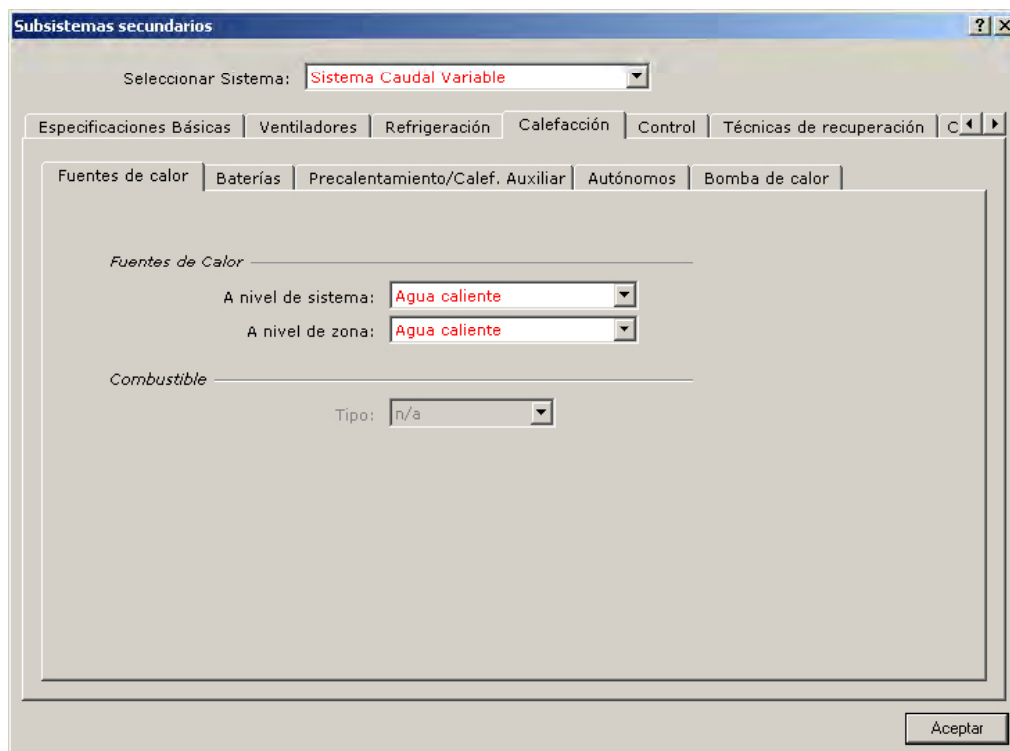 Subsistemas secundarios
Seleccionar Sistema: Sistema Caudal Variable
Especificaciones Básicas Ventiladores Refrigeración Calefacción Control Técnicas de recuperación C
Fuentes de calor Baterías Precalentamiento/Calef. Auxiliar Autónomos Bomba de calor
Fuentes de Calor
A nivel de sistema: Agua caliente
A nivel de zona: Agua caliente
Combustible
Tipo: n/a
Aceptar